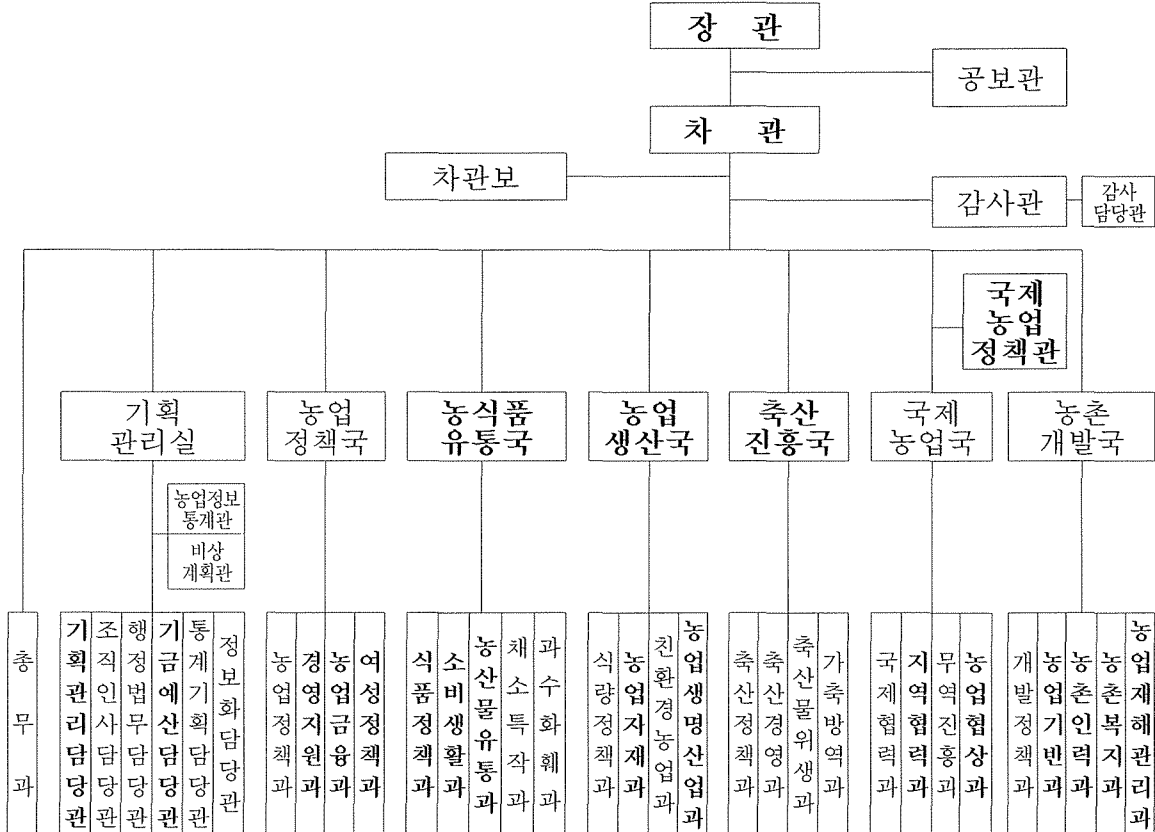 장 관
공보관
차 관
차관보
감사관
감사
담당관
국제
농업
정책관
기획
관리실
농업
정책국
농식품
유통국
농업
생산국
축산
진흥국
국제
농업국
농촌
개발국
농업정보
통계관
비상
계획관
총무과
기획관리담당관
조직인사담당관
행정법무담당관
기금예산담당관
통계기획담당관
정보화담당관
농업정책과
경영지원과
농업금융과
여성정책과
식품정책과
소비생활과
농산물유통과
채소특작과
과수화훼과
식량정책과
농업자재과
친환경농업과
농업생명산업과
축산정책과
축산경영과
축산물위생과
가축방역과
국제협력과
지역협력과
무역진흥과
농업협상과
개발정책과
농업기반과
농촌인력과
농촌복지과
농업재해관리과